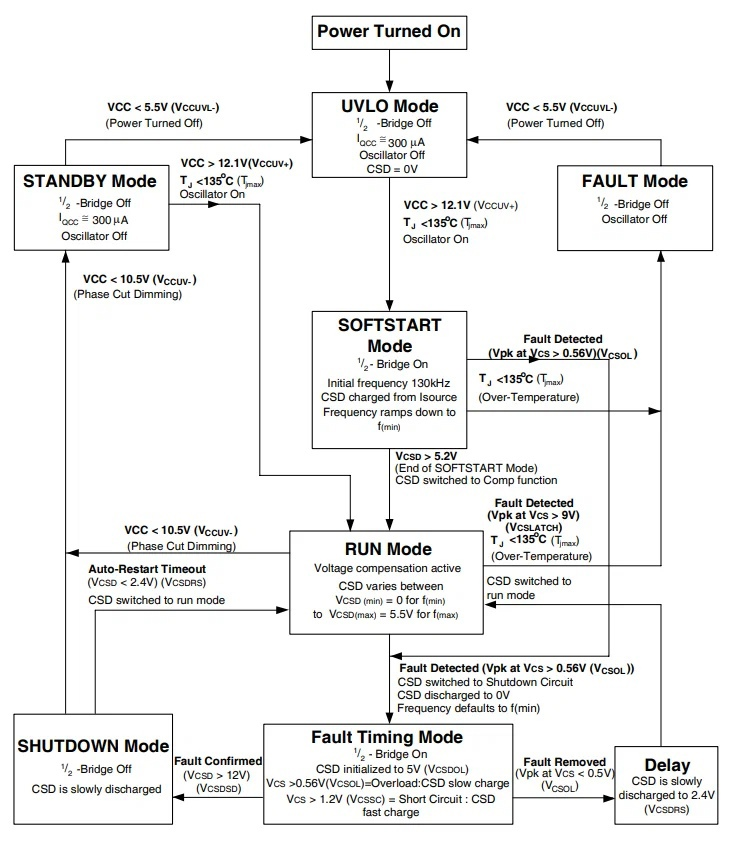 Power Turned On
VCC < 5.5V (VCCUVL-)
(Power Turned Off)
UVLO Mode
1/2 -Bridge Off
IQCC ≅ 300 μA
Oscillator Off
CSD = 0V
VCC < 5.5V (VCCUVL-)
(Power Turned Off)
STANDBY Mode
1/2 -Bridge Off
IQCC ≅ 300 μA
Oscillator Off
VCC > 12.1V(VCCUV+)
TJ <135°C (Tjmax)
Oscillator On
VCC > 12.1V (VCCUV+)
TJ <135°C (Tjmax)
Oscillator On
FAULT Mode
1/2 -Bridge Off
Oscillator Off
VCC < 10.5V (VCCUV-)
(Phase Cut Dimming)
SOFTSTART
Mode
1/2- Bridge On
Initial frequency 130kHz
CSD charged from Isource
Frequency ramps down to
f(min)
Fault Detected
(Vpk at VCS > 0.56V)(VCSOL)
TJ <135°C (Tjmax)
(Over-Temperature)
VCSD > 5.2V
(End of SOFTSTART Mode)
CSD switched to Comp function
Fault Detected
(Vpk at VCS > 9V)
(VCSLATCH)
TJ <135°C (Tjmax)
(Over-Temperature)
VCC < 10.5V (VCCUV-)
(Phase Cut Dimming)
RUN Mode
Voltage compensation active
CSD varies between
VCSD (min) = 0 for f(min)
to VCSD(max) = 5.5V for f(max)
Auto-Restart Timeout
(VCSD < 2.4V) (VCSDRS)
CSD switched to run mode
CSD switched to
run mode
Fault Detected (Vpk at VCS > 0.56V (VCSOL))
CSD switched to Shutdown Circuit
CSD discharged to 0V
Frequency defaults to f(min)
SHUTDOWN Mode
1/2 -Bridge Off
CSD is slowly discharged
Fault Confirmed
(VCSD > 12V)
(VCSDSD)
Fault Timing Mode
1/2 - Bridge On
CSD initialized to 5V (VCSDOL)
VCS >0.56V(VCSOL)=Overload:CSD slow charge
VCS > 1.2V (VCSSC) = Short Circuit : CSD
fast charge
Fault Removed
(Vpk at VCS < 0.5V)
(VCSOL)
Delay
CSD is slowly
discharged to 2.4V
(VCSDRS)